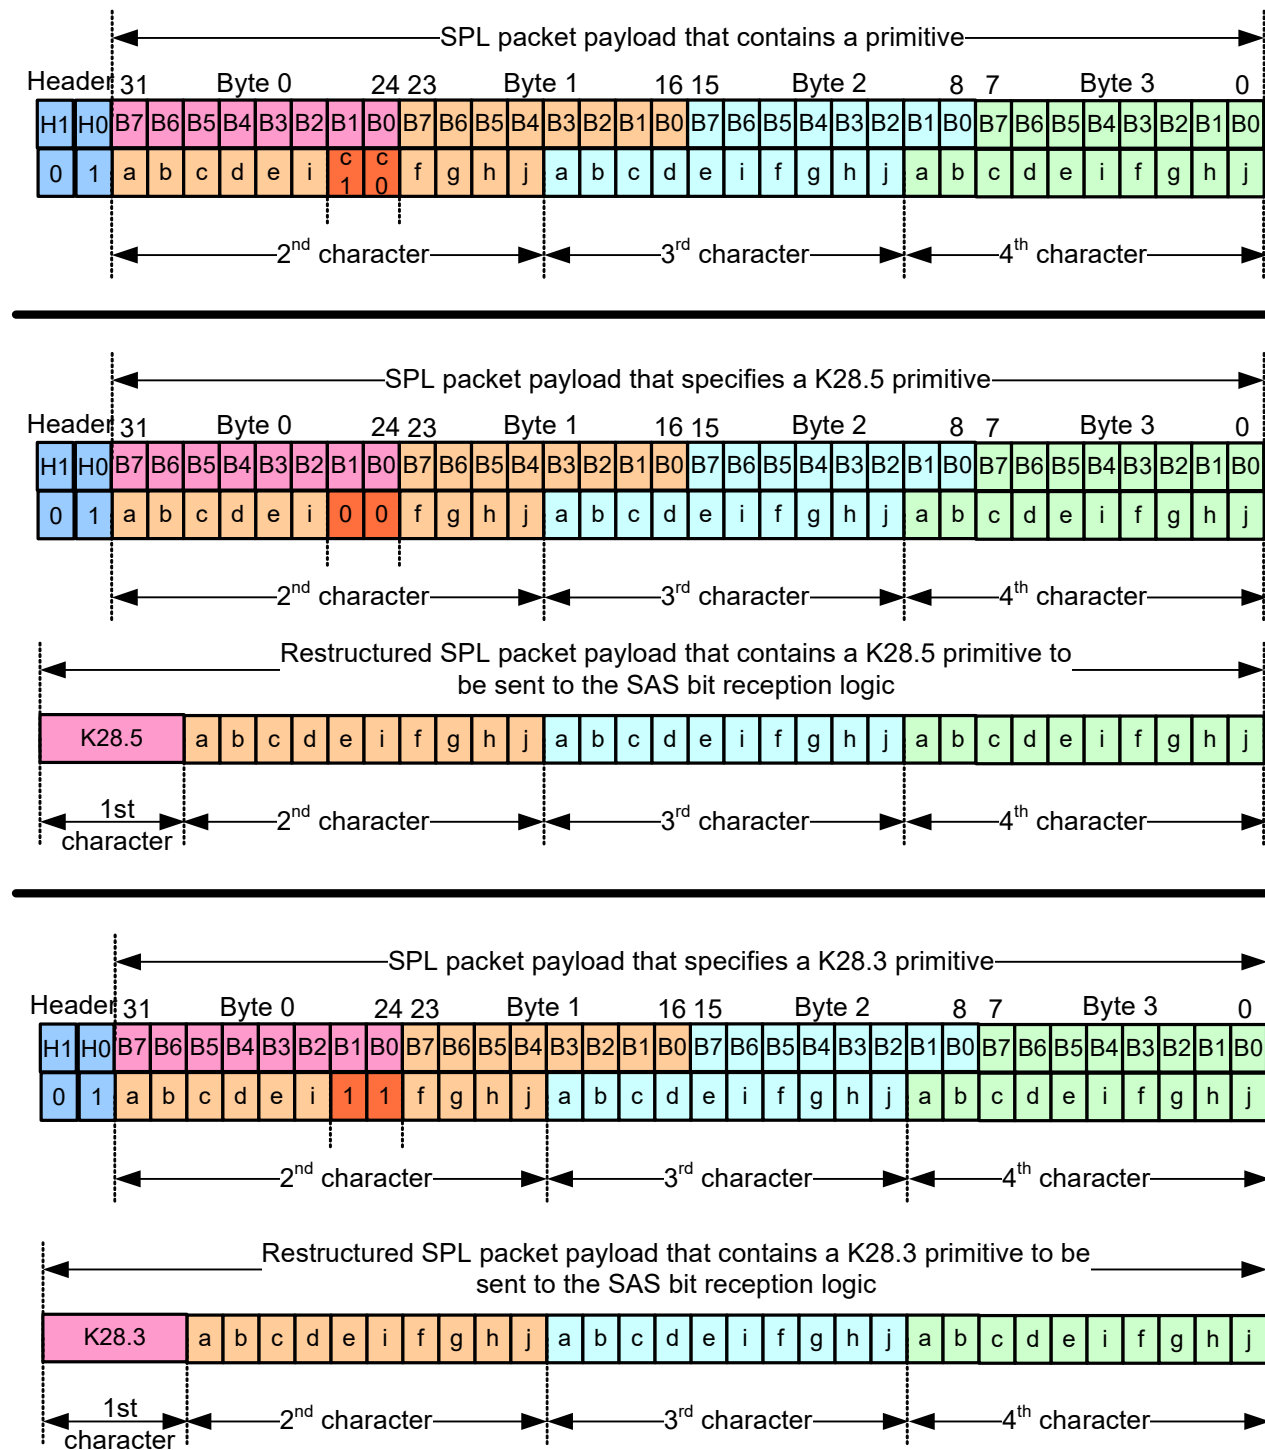 SPL packet payload that contains a primitive
Header 31 Byte 0 24 23 Byte 1 16 15 Byte 2 8 7 Byte 3 0
H1 H0 B7 B6 B5 B4 B3 B2 B1 B0 B7 B6 B5 B4 B3 B2 B1 B0 B7 B6 B5 B4 B3 B2 B1 B0 B7 B6 B5 B4 B3 B2 B1 B0
0 1 a b c d e i c1 c0 f g h j a b c d e i f g h j a b c d e i f g h j
2nd character 3rd character 4th character
SPL packet payload that specifies a K28.5 primitive
Header 31 Byte 0 24 23 Byte 1 16 15 Byte 2 8 7 Byte 3 0
H1 H0 B7 B6 B5 B4 B3 B2 B1 B0 B7 B6 B5 B4 B3 B2 B1 B0 B7 B6 B5 B4 B3 B2 B1 B0 B7 B6 B5 B4 B3 B2 B1 B0
0 1 a b c d e i 0 0 f g h j a b c d e i f g h j a b c d e i f g h j
2nd character 3rd character 4th character
Restructured SPL packet payload that contains a K28.5 primitive to
be sent to the SAS bit reception logic
K28.5 a b c d e i f g h j a b c d e i f g h j a b c d e i f g h j
1st
character 2nd character 3rd character 4th character
SPL packet payload that specifies a K28.3 primitive
Header 31 Byte 0 24 23 Byte 1 16 15 Byte 2 8 7 Byte 3 0
H1 H0 B7 B6 B5 B4 B3 B2 B1 B0 B7 B6 B5 B4 B3 B2 B1 B0 B7 B6 B5 B4 B3 B2 B1 B0 B7 B6 B5 B4 B3 B2 B1 B0
0 1 a b c d e i 1 1 f g h j a b c d e i f g h j a b c d e i f g h j
2nd character 3rd character 4th character
Restructured SPL packet payload that contains a K28.3 primitive to be
sent to the SAS bit reception logic
K28.3 a b c d e i f g h j a b c d e i f g h j a b c d e i f g h j
1st
character 2nd character 3rd character 4th character